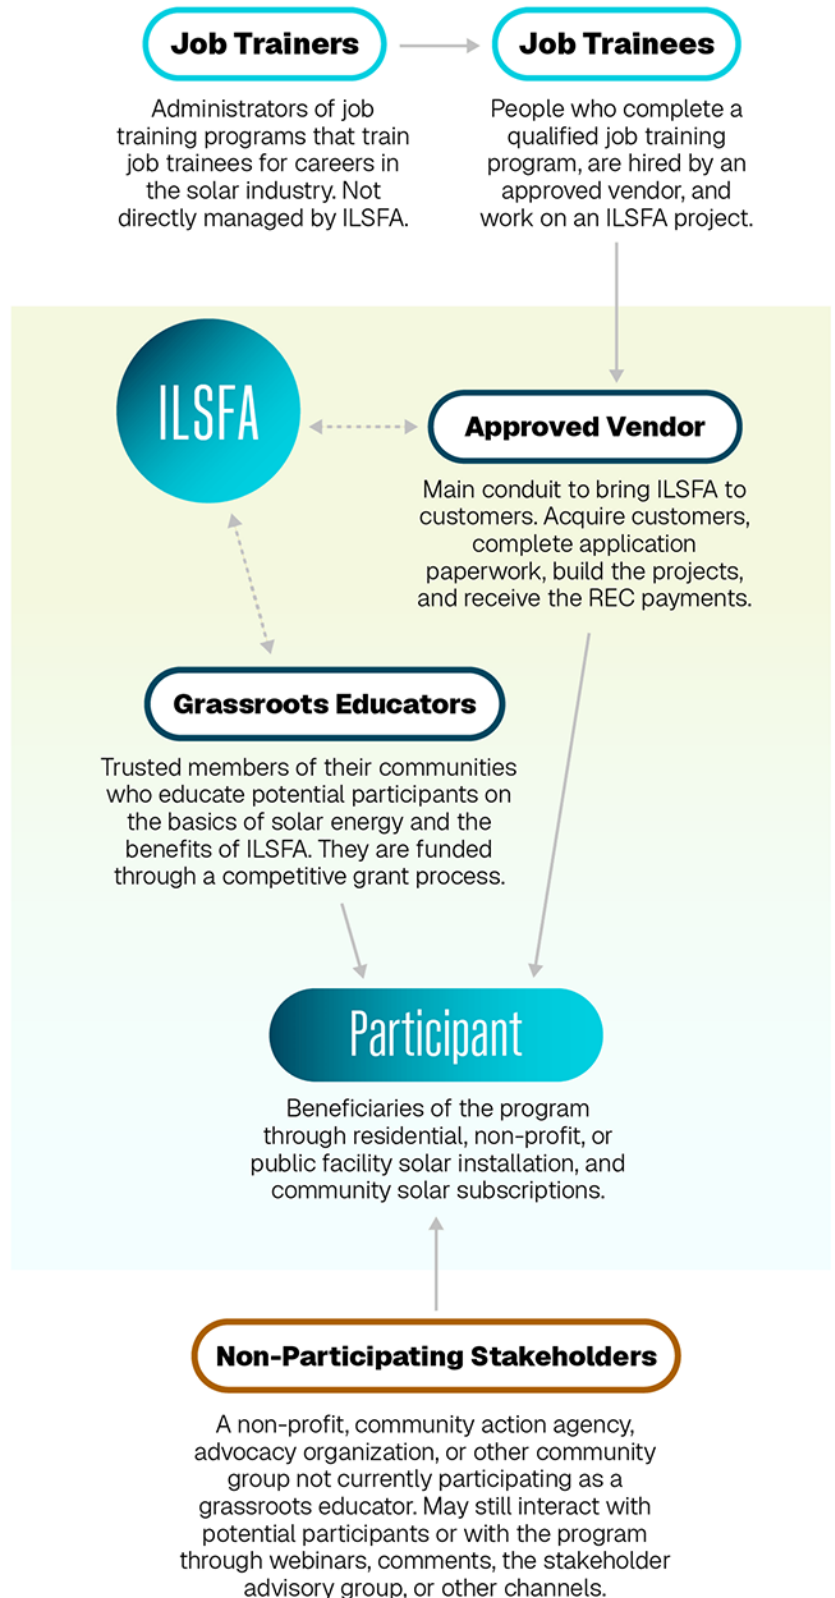 Job Trainers
Administrators of job
training programs that train
job trainees for careers in
the solar industry. Not
directly managed by ILSFA.
Job Trainees
People who complete a
qualified job training
program, are hired by an
approved vendor, and
work on an ILSFA project.
ILSFA
Approved Vendor
Main conduit to bring ILSFA to
customers. Acquire customers,
complete application
paperwork, build the projects,
and receive the REC payments.
Grassroots Educators
Trusted members of their communities
who educate potential participants on
the basics of solar energy and the
benefits of ILSFA. They are funded
through a competitive grant process.
Participant
Beneficiaries of the program
through residential, non-profit, or
public facility solar installation, and
community solar subscriptions.
Non-Participating Stakeholders
A non-profit, community action agency,
advocacy organization, or other community
group not currently participating as a
grassroots educator. May still interact with
potential participants or with the program
through webinars, comments, the stakeholder
advisory group, or other channels.